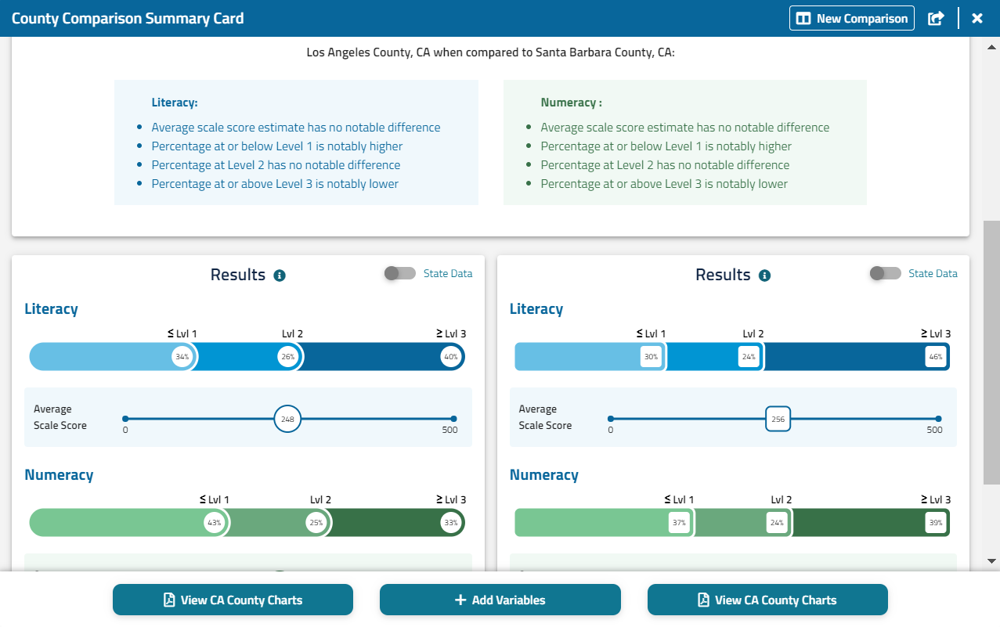 County Comparison Summary Card
New Comparison
Los Angeles County, CA when compared to Santa Barbara County, CA:
Literacy:
Average scale score estimate has no notable difference
Percentage at or below Level 1 is notably higher
Percentage at Level 2 has no notable difference
Percentage at or above Level 3 is notably lower
Numeracy :
Average scale score estimate has no notable difference
Percentage at or below Level 1 is notably higher
Percentage at Level 2 has no notable difference
Percentage at or above Level 3 is notably lower
Results
State Data
Literacy
≤ Lvl 1 Lvl 2 ≥ Lvl 3
34% 26% 40%
Average
Scale Score
248
0 500
Numeracy
≤ Lvl 1 Lvl 2 ≥ Lvl 3
43% 25% 33%
Results
State Data
Literacy
≤ Lvl 1 Lvl 2 ≥ Lvl 3
30% 24% 46%
Average
Scale Score
256
0 500
Numeracy
≤ Lvl 1 Lvl 2 ≥ Lvl 3
37% 24% 39%
View CA County Charts
Add Variables
View CA County Charts